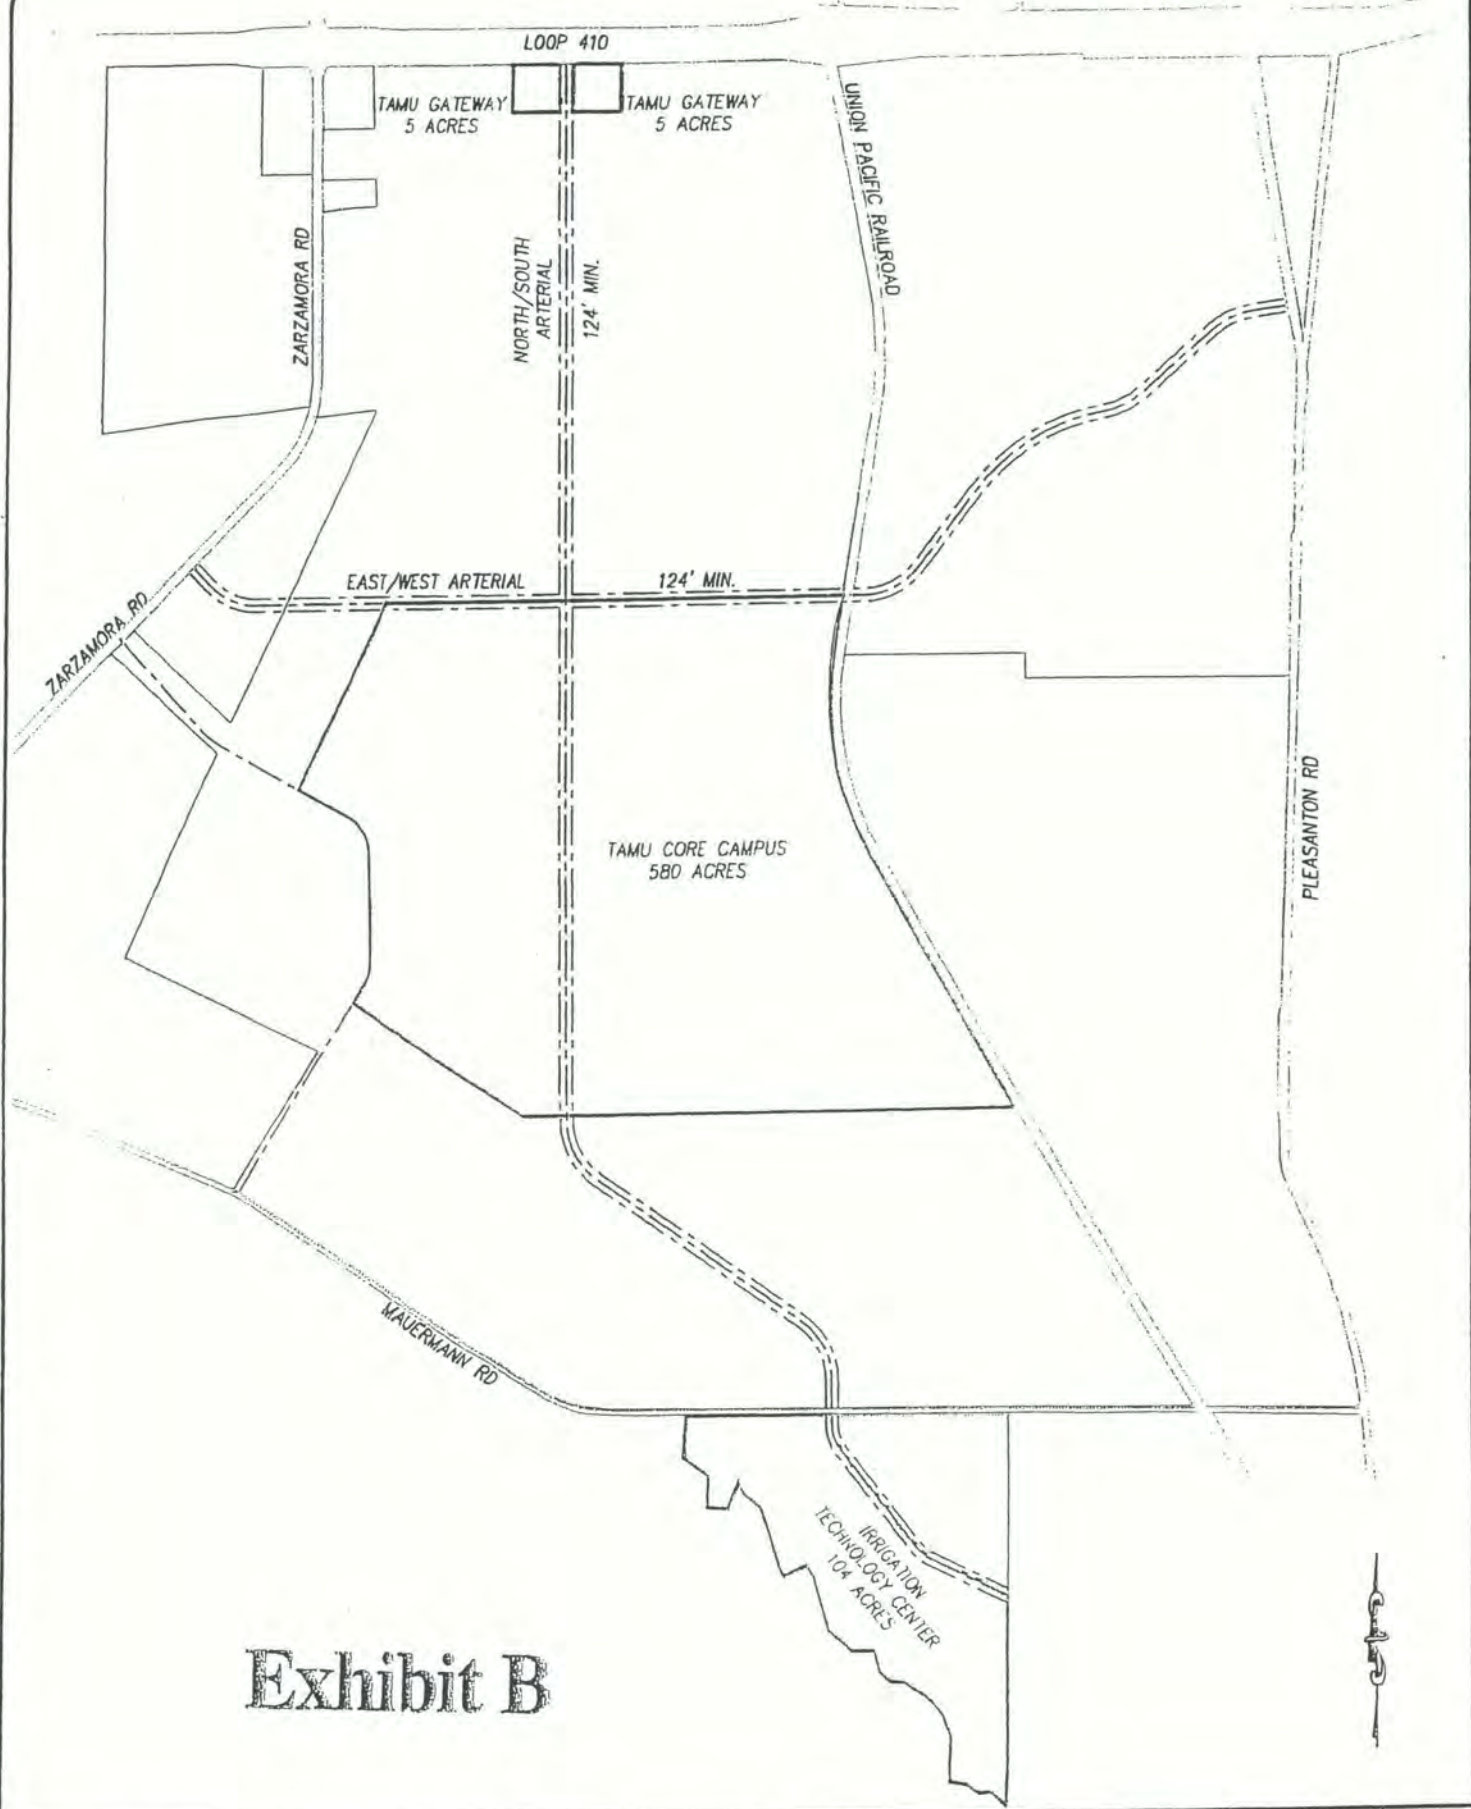 LOOP 410
TAMU GATEWAY
5 ACRES
TAMU GATEWAY
5 ACRES
UNION PACIFIC RAILROAD
ZARZAMORA RD
NORTH/SOUTH
ARTERIAL
124' MIN.
EAST/WEST ARTERIAL
124' MIN.
ZARZAMORA RD
PLEASANTON RD
TAMU CORE CAMPUS
580 ACRES
MAUERMANN RD
IRRIGATION
TECHNOLOGY CENTER
104 ACRES
Exhibit B